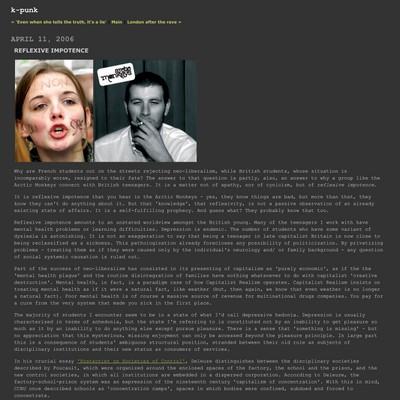 k-punk
« 'Even when she tells the truth, it's a lie' Main London after the rave »
APRIL 11, 2006
REFLEXIVE IMPOTENCE
NON
Why are French students out on the streets rejecting neo-liberalism, while British students, whose situation is
incomparably worse, resigned to their fate? The answer to that question is partly, also, an answer to why a group like the
Arctic Monkeys connect with British teenagers. It is a matter not of apathy, nor of cynicism, but of reflexive impotence.
It is reflexive impotence that you hear in the Arctic Monkeys - yes, they know things are bad, but more than that, they
know they can't do anything about it. But that "knowledge", that reflexivity, is not a passive observation of an already
existing state of affairs. It is a self-fulfilling prophecy. And guess what? They probably know that too.
Reflexive impotence amounts to an unstated worldview amongst the British young. Many of the teenagers I work with have
mental health problems or learning difficulties. Depression is endemic. The number of students who have some variant of
dyslexia is astonishing. It is not an exaggeration to say that being a teenager in late capitalist Britain is now close to
being reclassified as a sickness. This pathologisation already forecloses any possibility of politicization. By privatizing
problems - treating them as if they were caused only by the individual's neurology and/ or family background - any question
of social systemic causation is ruled out.
Part of the success of neo-liberalism has consisted in its presenting of capitalism as 'purely economic', as if the the
'mental health plague' and the routine disintegration of families had nothing whatever to do with capitalism's 'creative
destruction'. Mental health, in fact, is a paradigm case of how Capitalist Realism operates. Capitalist Realism insists on
treating mental health as if it were a natural fact, like weather (but, then again, we know that even weather is no longer
a natural fact). Poor mental health is of course a massive source of revenue for multinational drugs companies. You pay for
a cure from the very system that made you sick in the first place.
The majority of students I encounter seem to be in a state of what I'd call depressive hedonia. Depression is usually
characterised in terms of anhedonia, but the state I'm referring to is constituted not by an inability to get pleasure so
much as it by an inability to do anything else except pursue pleasure. There is a sense that 'something is missing' - but
no appreciation that this mysterious, missing enjoyment can only be accessed beyond the pleasure principle. In large part
this is a consequence of students' ambiguous structural position, stranded between their old role as subjects of
disciplinary institutions and their new status as consumers of services.
In his crucial essay 'Postscript on Societies of Control', Deleuze distinguishes between the disciplinary societies
described by Foucault, which were organized around the enclosed spaces of the factory, the school and the prison, and the
new control societies, in which all institutions are embedded in a dispersed corporation. According to Deleuze, the
factory-school-prison system was an expression of the nineteenth century 'capitalism of concentration'. With this in mind,
CCRU once described schools as 'concentration camps', spaces in which bodies were confined, subdued and forced to
concentrate.